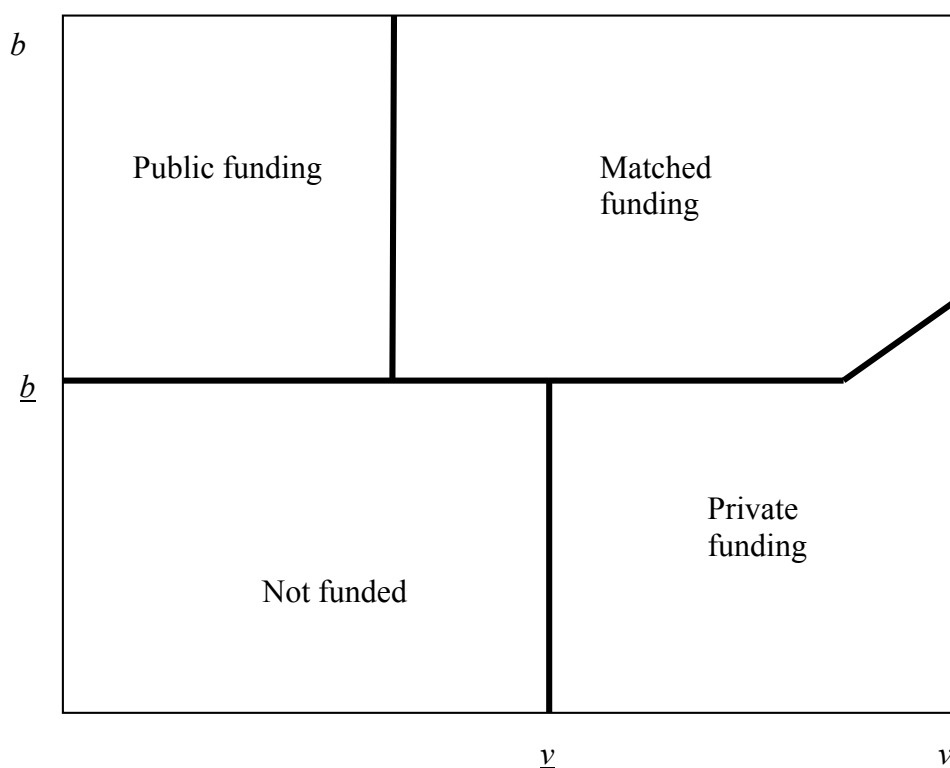 b
Public funding
Matched
funding
b
Private
funding
Not funded
v
v